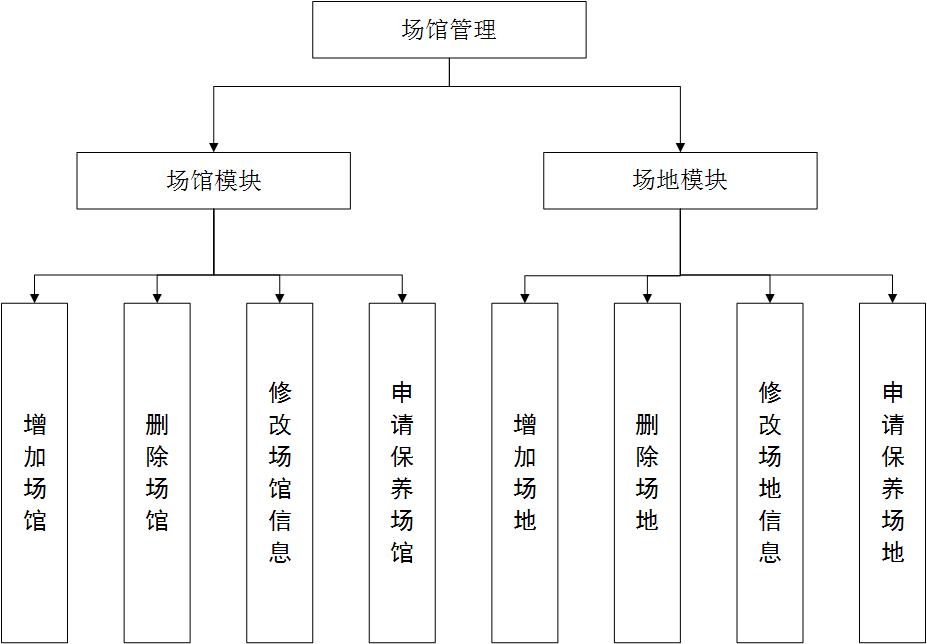 场馆管理
场馆模块
场地模块
增加场馆
删除场馆
修改场馆信息
申请保养场馆
增加场地
删除场地
修改场地信息
申请保养场地